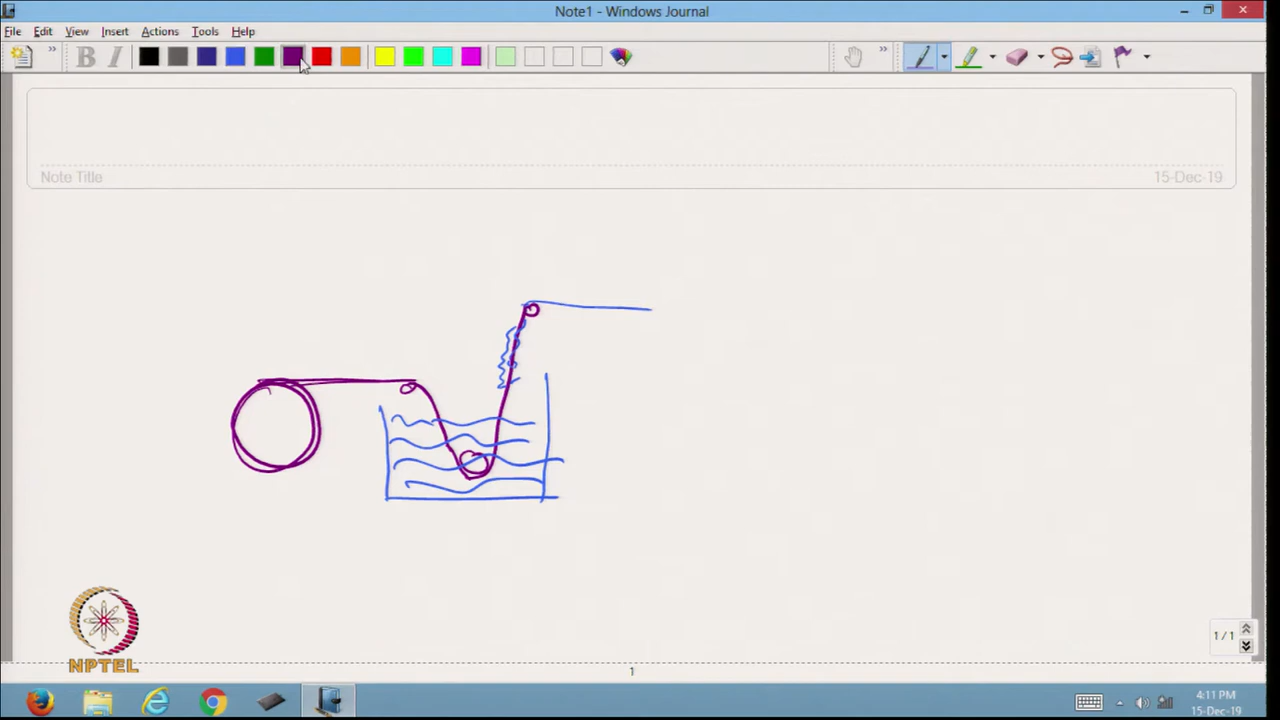 Note1 - Windows Journal
File Edit View Insert Actions Tools Help
B I
Note Title
15-Dec-19
1 / 1
NPTEL
1
4:11 PM
15-Dec-19